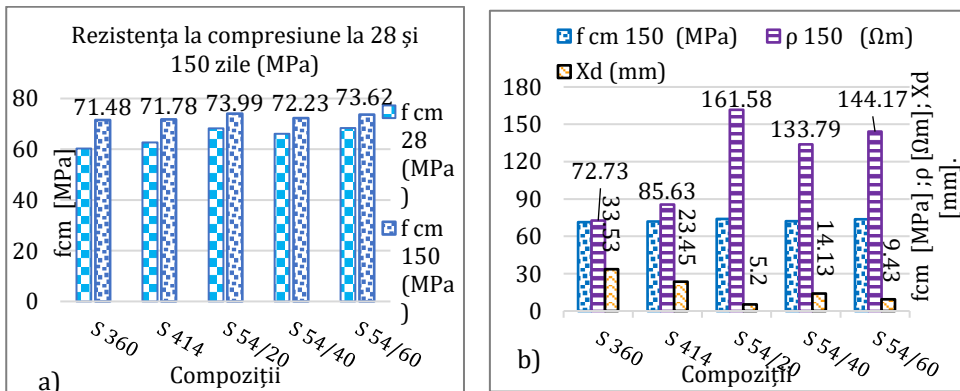 Rezistența la compresiune la 28 și
150 zile (MPa)
80
60
40
20
0
fcm [MPa]
71.48
71.78
73.99
72.23
73.62
f cm
28
(MPa
)
f cm
150
(MPa
)
S 360
S 414
S 54/20
S 54/40
S 54/60
Compoziții
a)
f cm 150 (MPa)
ρ 150 (Ωm)
Xd (mm)
180
150
120
90
60
30
0
72.73
33.53
85.63
23.45
161.58
5.2
133.79
14.13
144.17
9.43
fcm [MPa] ; ρ [Ωm] ; Xd
[mm].
S 360
S 414
S 54/20
S 54/40
S 54/60
Compoziții
b)